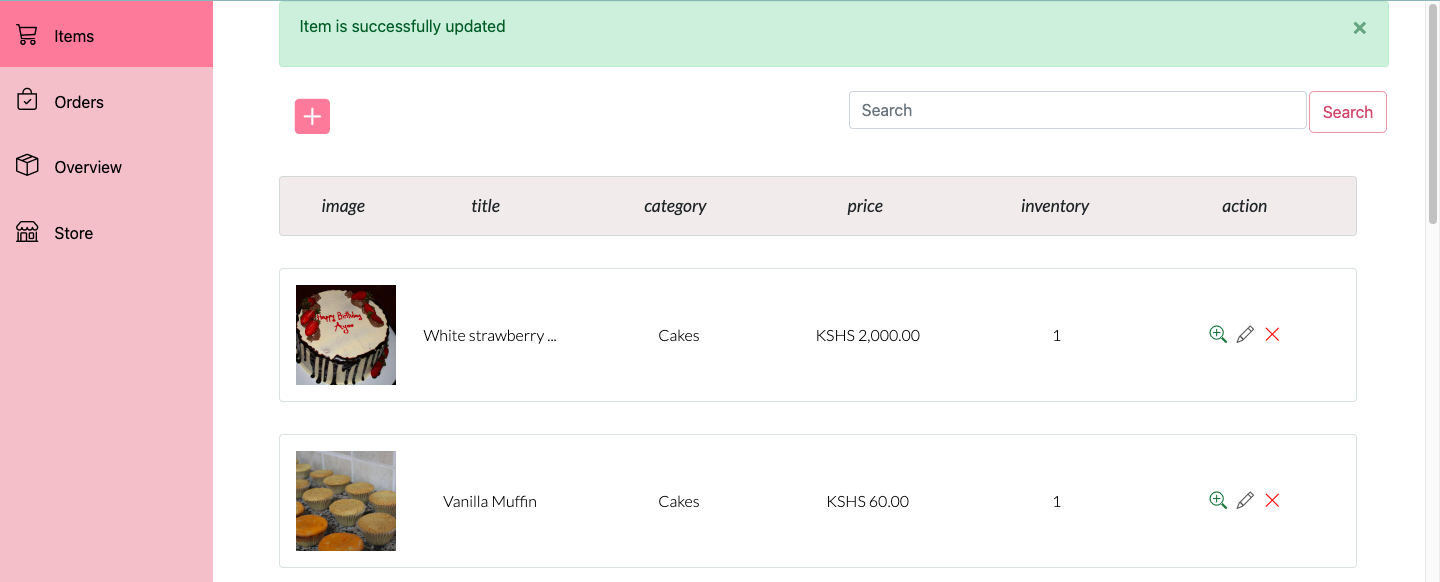 Items
Orders
Overview
Store
Item is successfully updated
×
Search
Search
image title category price inventory action
Happy Birthday
White strawberry ... Cakes KSHS 2,000.00 1
Vanilla Muffin Cakes KSHS 60.00 1